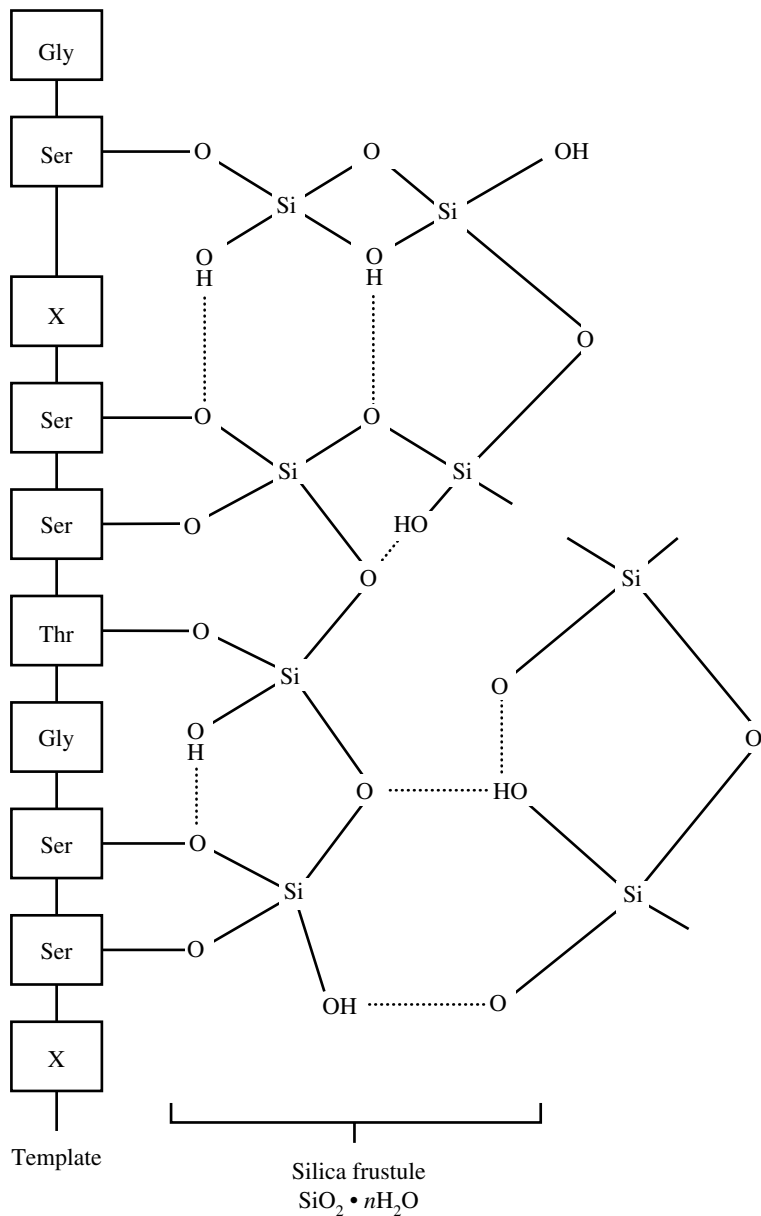 Gly
Ser O O OH
Si Si
O O
H H
X
O
Ser O O
Si Si
Ser O HO
O Si
Thr O
Si
O
Gly O
H
O HO
Ser O
Si Si
Ser O
OH O
X
Template
Silica frustule
SiO₂ • nH₂O